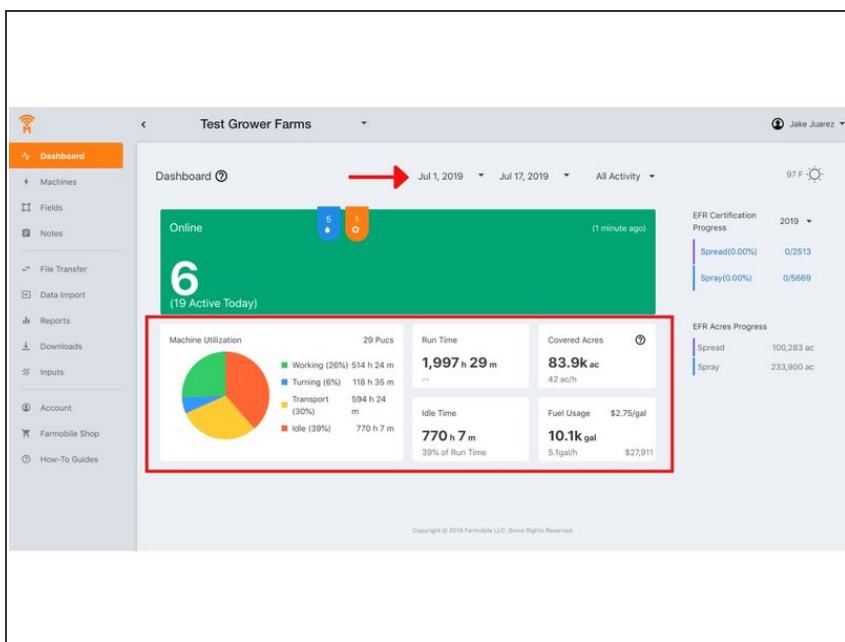 Test Grower Farms
Jake Juarez
Dashboard
Machines
Fields
Notes
File Transfer
Data Import
Reports
Downloads
Inputs
Account
Farmobile Shop
How-To Guides
Dashboard
Jul 1, 2019
Jul 17, 2019
All Activity
97 F
Online
5
1
(1 minute ago)
6
(19 Active Today)
Machine Utilization
29 Pucs
Working (26%) 514 h 24 m
Turning (6%) 118 h 35 m
Transport (30%) 594 h 24 m
Idle (39%) 770 h 7 m
Run Time
1,997 h 29 m
--
Covered Acres
83.9k ac
42 ac/h
Idle Time
770 h 7 m
39% of Run Time
Fuel Usage $2.75/gal
10.1k gal
5.1gal/h $27,911
EFR Certification Progress
2019
Spread(0.00%) 0/2513
Spray(0.00%) 0/5669
EFR Acres Progress
Spread 100,283 ac
Spray 233,900 ac
Copyright © 2019 Farmobile LLC. Some Rights Reserved.